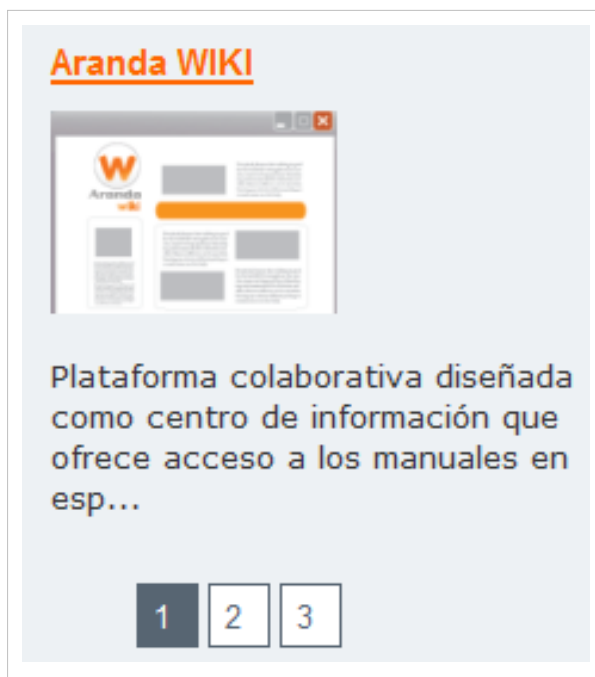 Aranda WIKI
W
Aranda
wiki
Plataforma colaborativa diseñada
como centro de información que
ofrece acceso a los manuales en
esp...
1 2 3